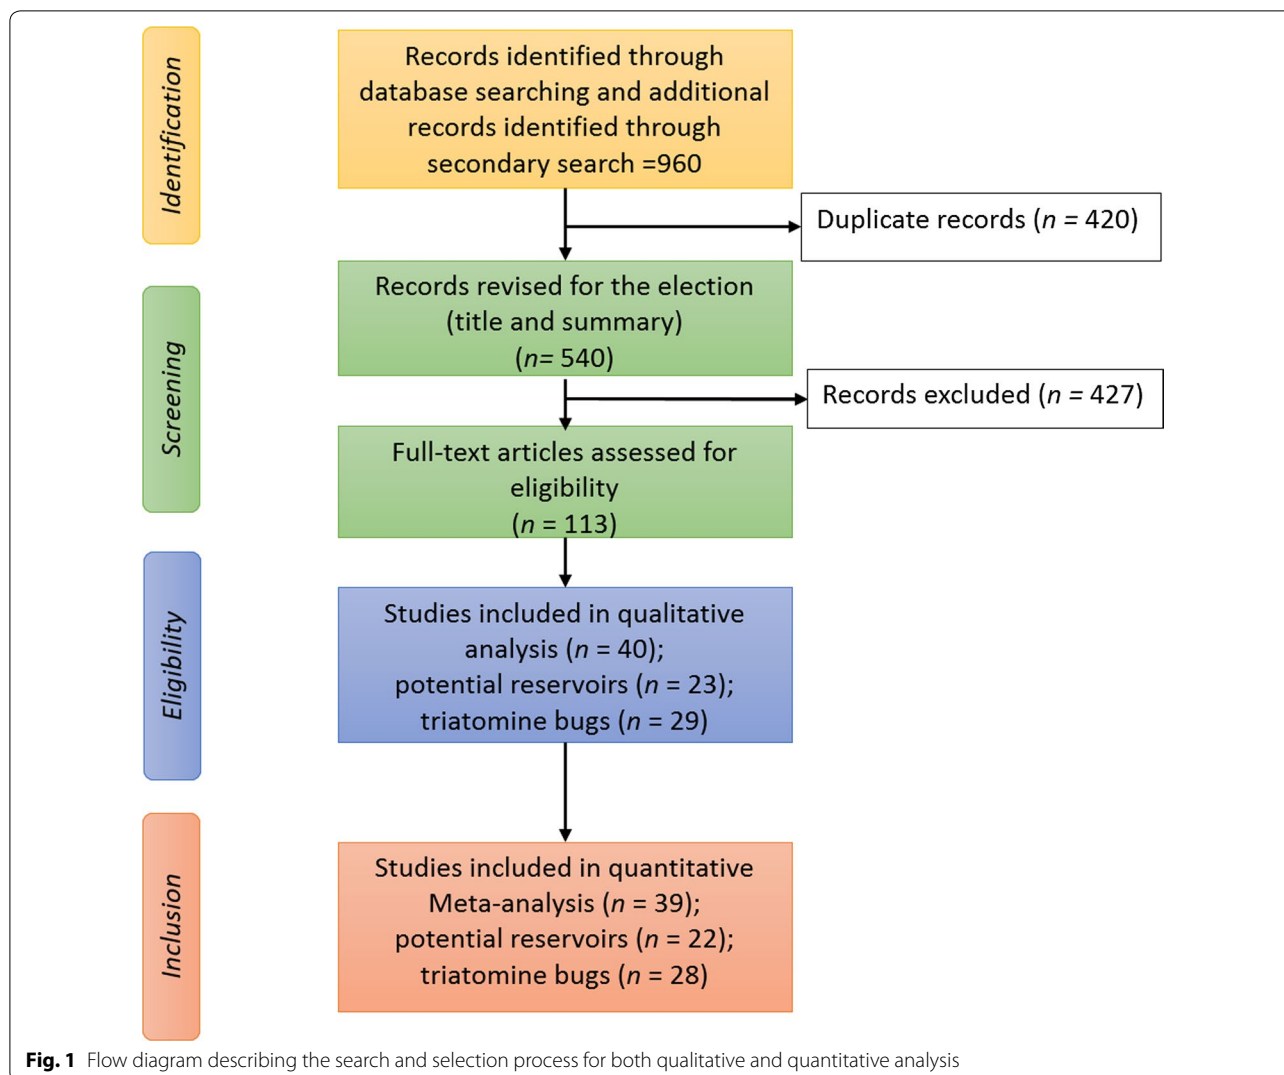 Identification
Records identified through
database searching and additional
records identified through
secondary search =960
Duplicate records (n = 420)
Screening
Records revised for the election
(title and summary)
(n= 540)
Records excluded (n = 427)
Full-text articles assessed for
eligibility
(n = 113)
Eligibility
Studies included in qualitative
analysis (n = 40);
potential reservoirs (n = 23);
triatomine bugs (n = 29)
Inclusion
Studies included in quantitative
Meta-analysis (n = 39);
potential reservoirs (n = 22);
triatomine bugs (n = 28)
Fig. 1 Flow diagram describing the search and selection process for both qualitative and quantitative analysis